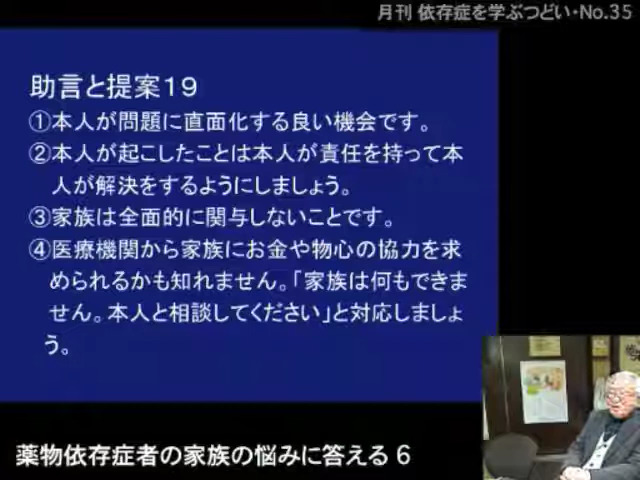 月刊 依存症を学ぶつどい・No.35
助言と提案１９
①本人が問題に直面化する良い機会です。
②本人が起こしたことは本人が責任を持って本
人が解決をするようにしましょう。
③家族は全面的に関与しないことです。
④医療機関から家族にお金や物心の協力を求
められるかも知れません。「家族は何もできま
せん。本人と相談してください」と対応しましょ
う。
薬物依存症者の家族の悩みに答える 6